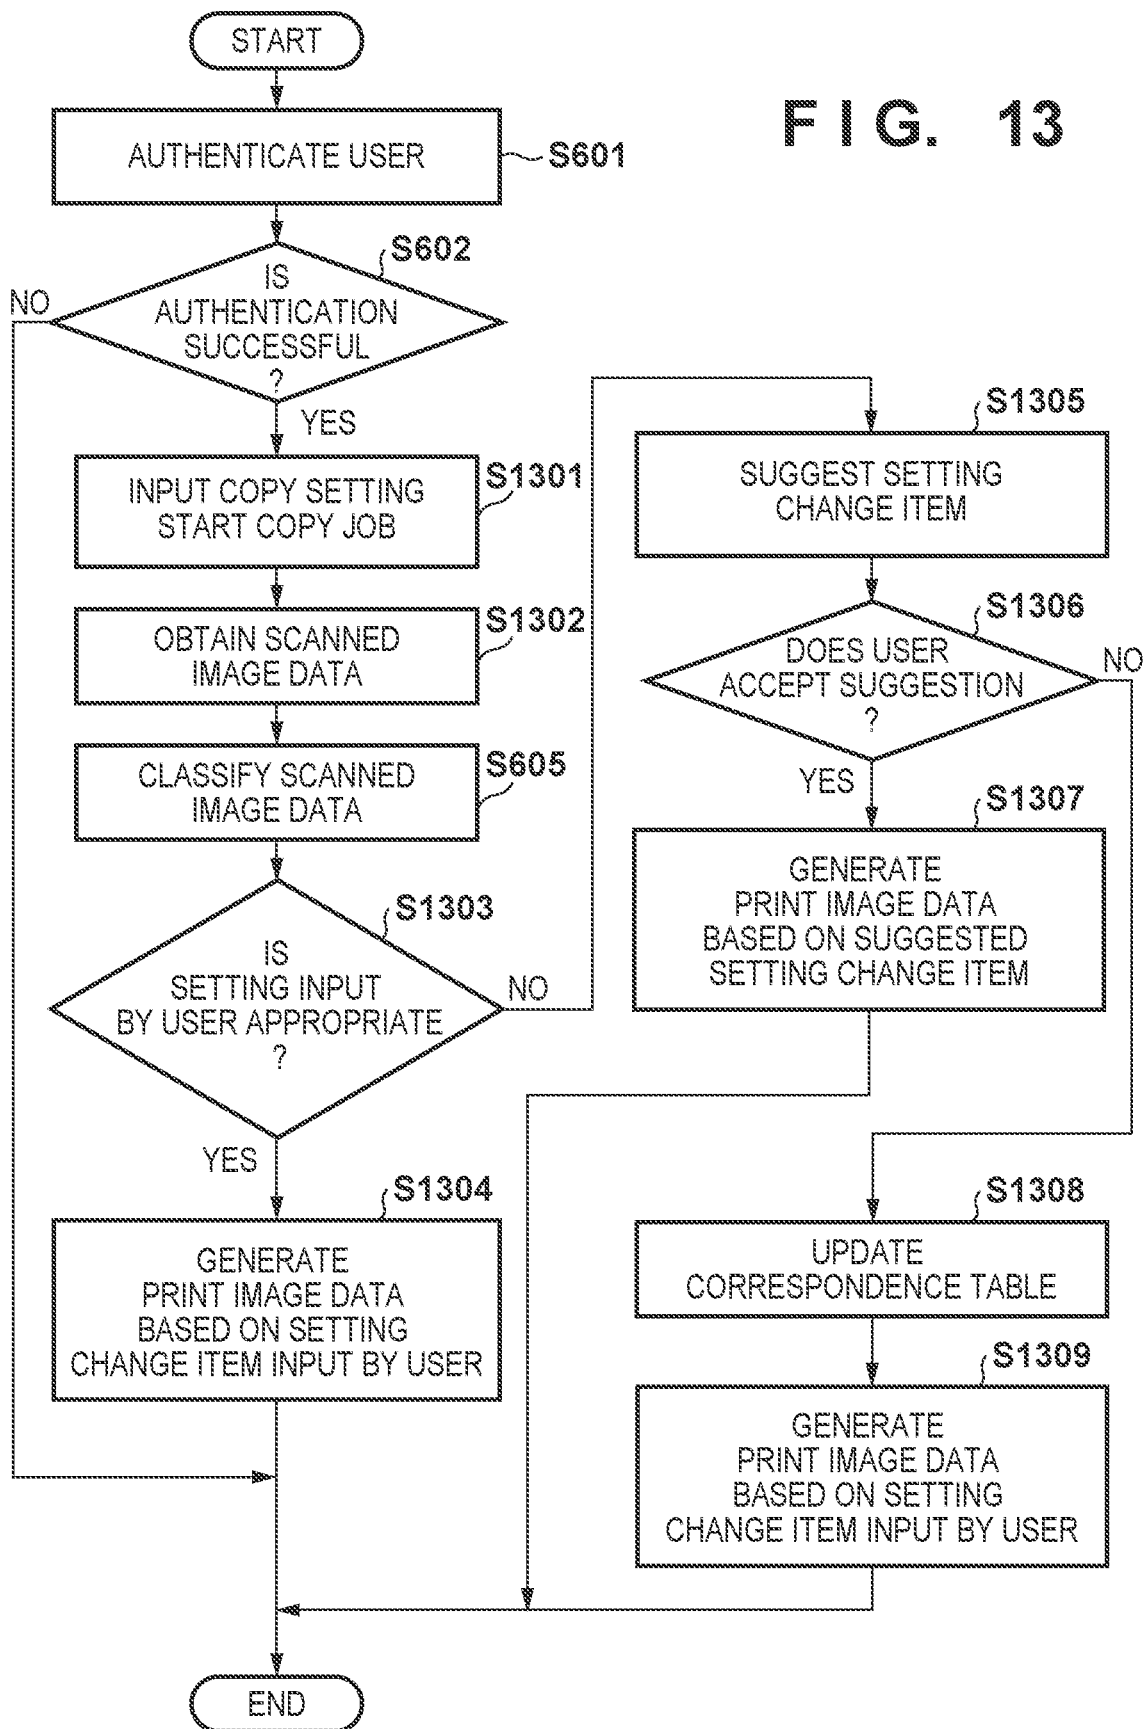 START
FIG. 13
AUTHENTICATE USER
S601
S602
IS
AUTHENTICATION
SUCCESSFUL
?
NO
YES
INPUT COPY SETTING
START COPY JOB
S1301
OBTAIN SCANNED
IMAGE DATA
S1302
CLASSIFY SCANNED
IMAGE DATA
S605
S1303
IS
SETTING INPUT
BY USER APPROPRIATE
?
NO
YES
S1304
GENERATE
PRINT IMAGE DATA
BASED ON SETTING
CHANGE ITEM INPUT BY USER
S1305
SUGGEST SETTING
CHANGE ITEM
S1306
DOES USER
ACCEPT SUGGESTION
?
NO
YES
S1307
GENERATE
PRINT IMAGE DATA
BASED ON SUGGESTED
SETTING CHANGE ITEM
S1308
UPDATE
CORRESPONDENCE TABLE
S1309
GENERATE
PRINT IMAGE DATA
BASED ON SETTING
CHANGE ITEM INPUT BY USER
END